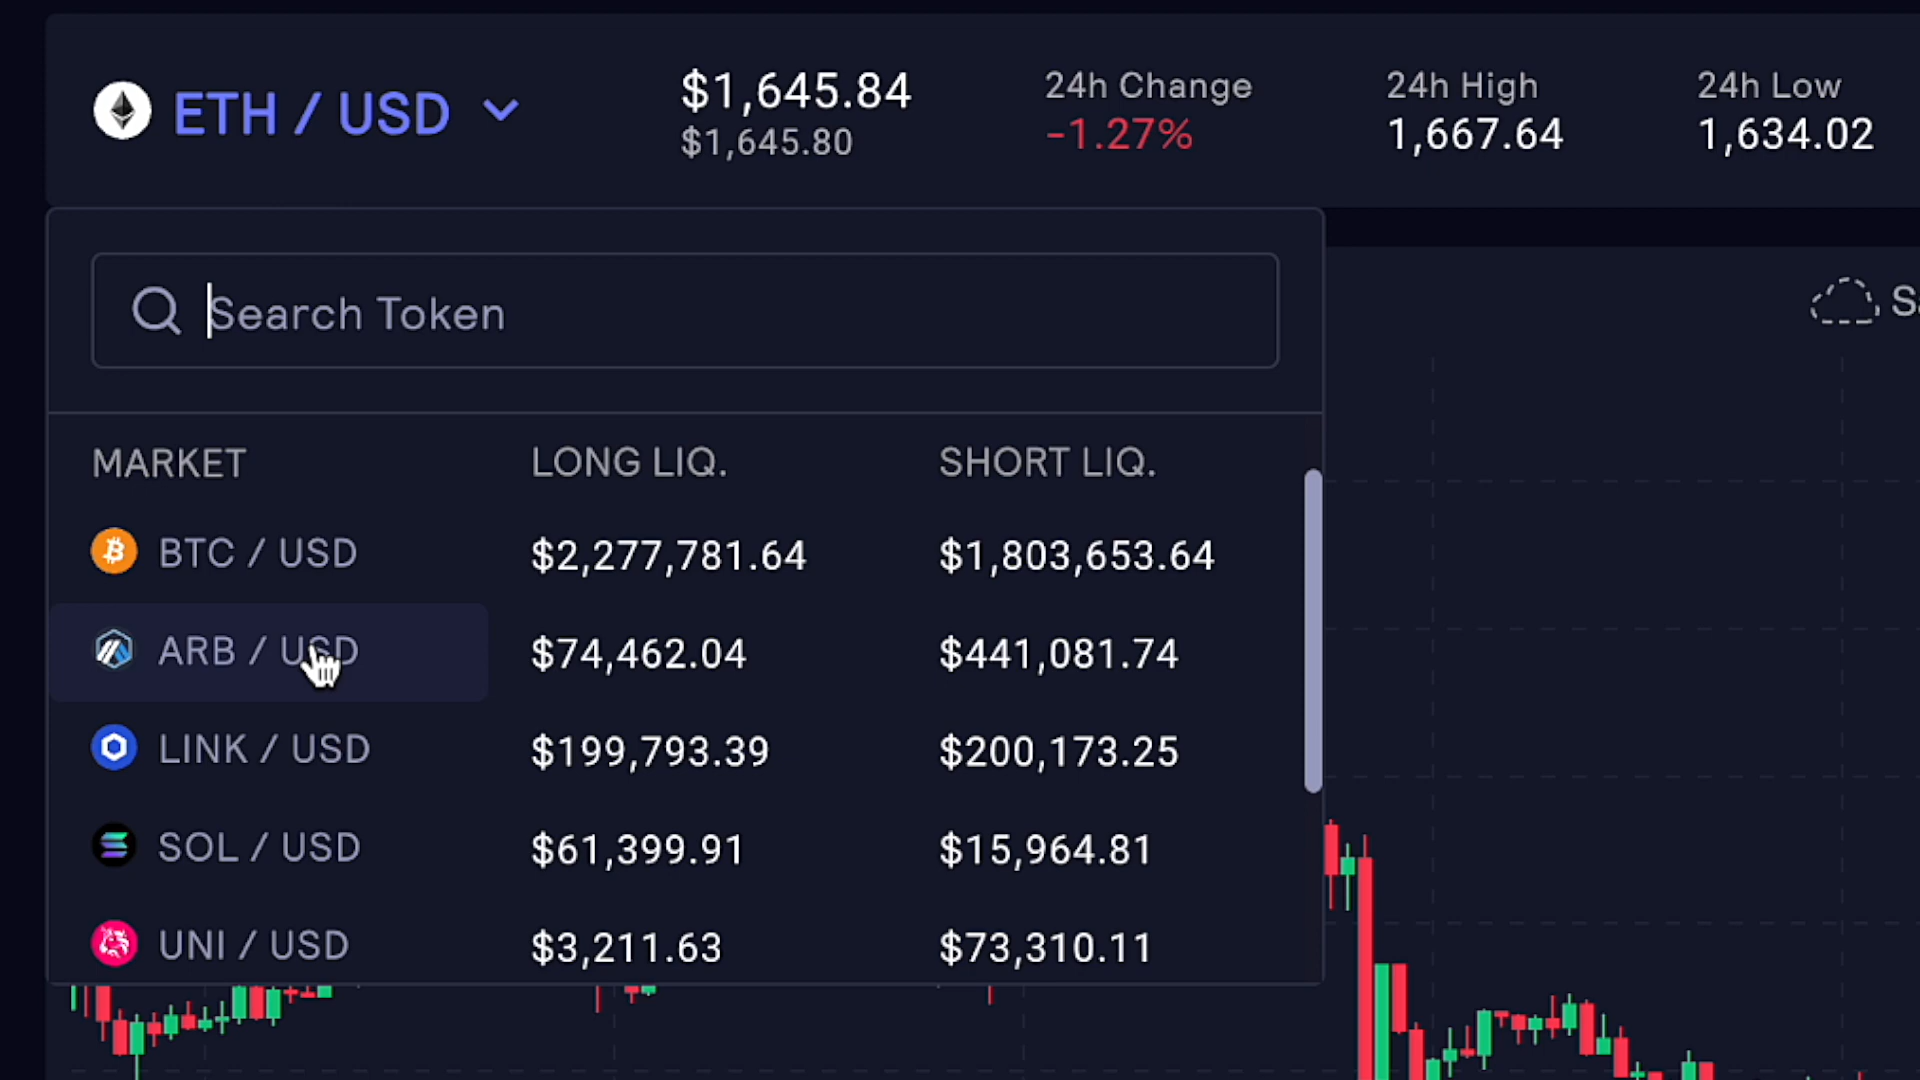 ETH / USD
$1,645.84
$1,645.80
24h Change
-1.27%
24h High
1,667.64
24h Low
1,634.02
Search Token
MARKET LONG LIQ. SHORT LIQ.
BTC / USD $2,277,781.64 $1,803,653.64
ARB / USD $74,462.04 $441,081.74
LINK / USD $199,793.39 $200,173.25
SOL / USD $61,399.91 $15,964.81
UNI / USD $3,211.63 $73,310.11